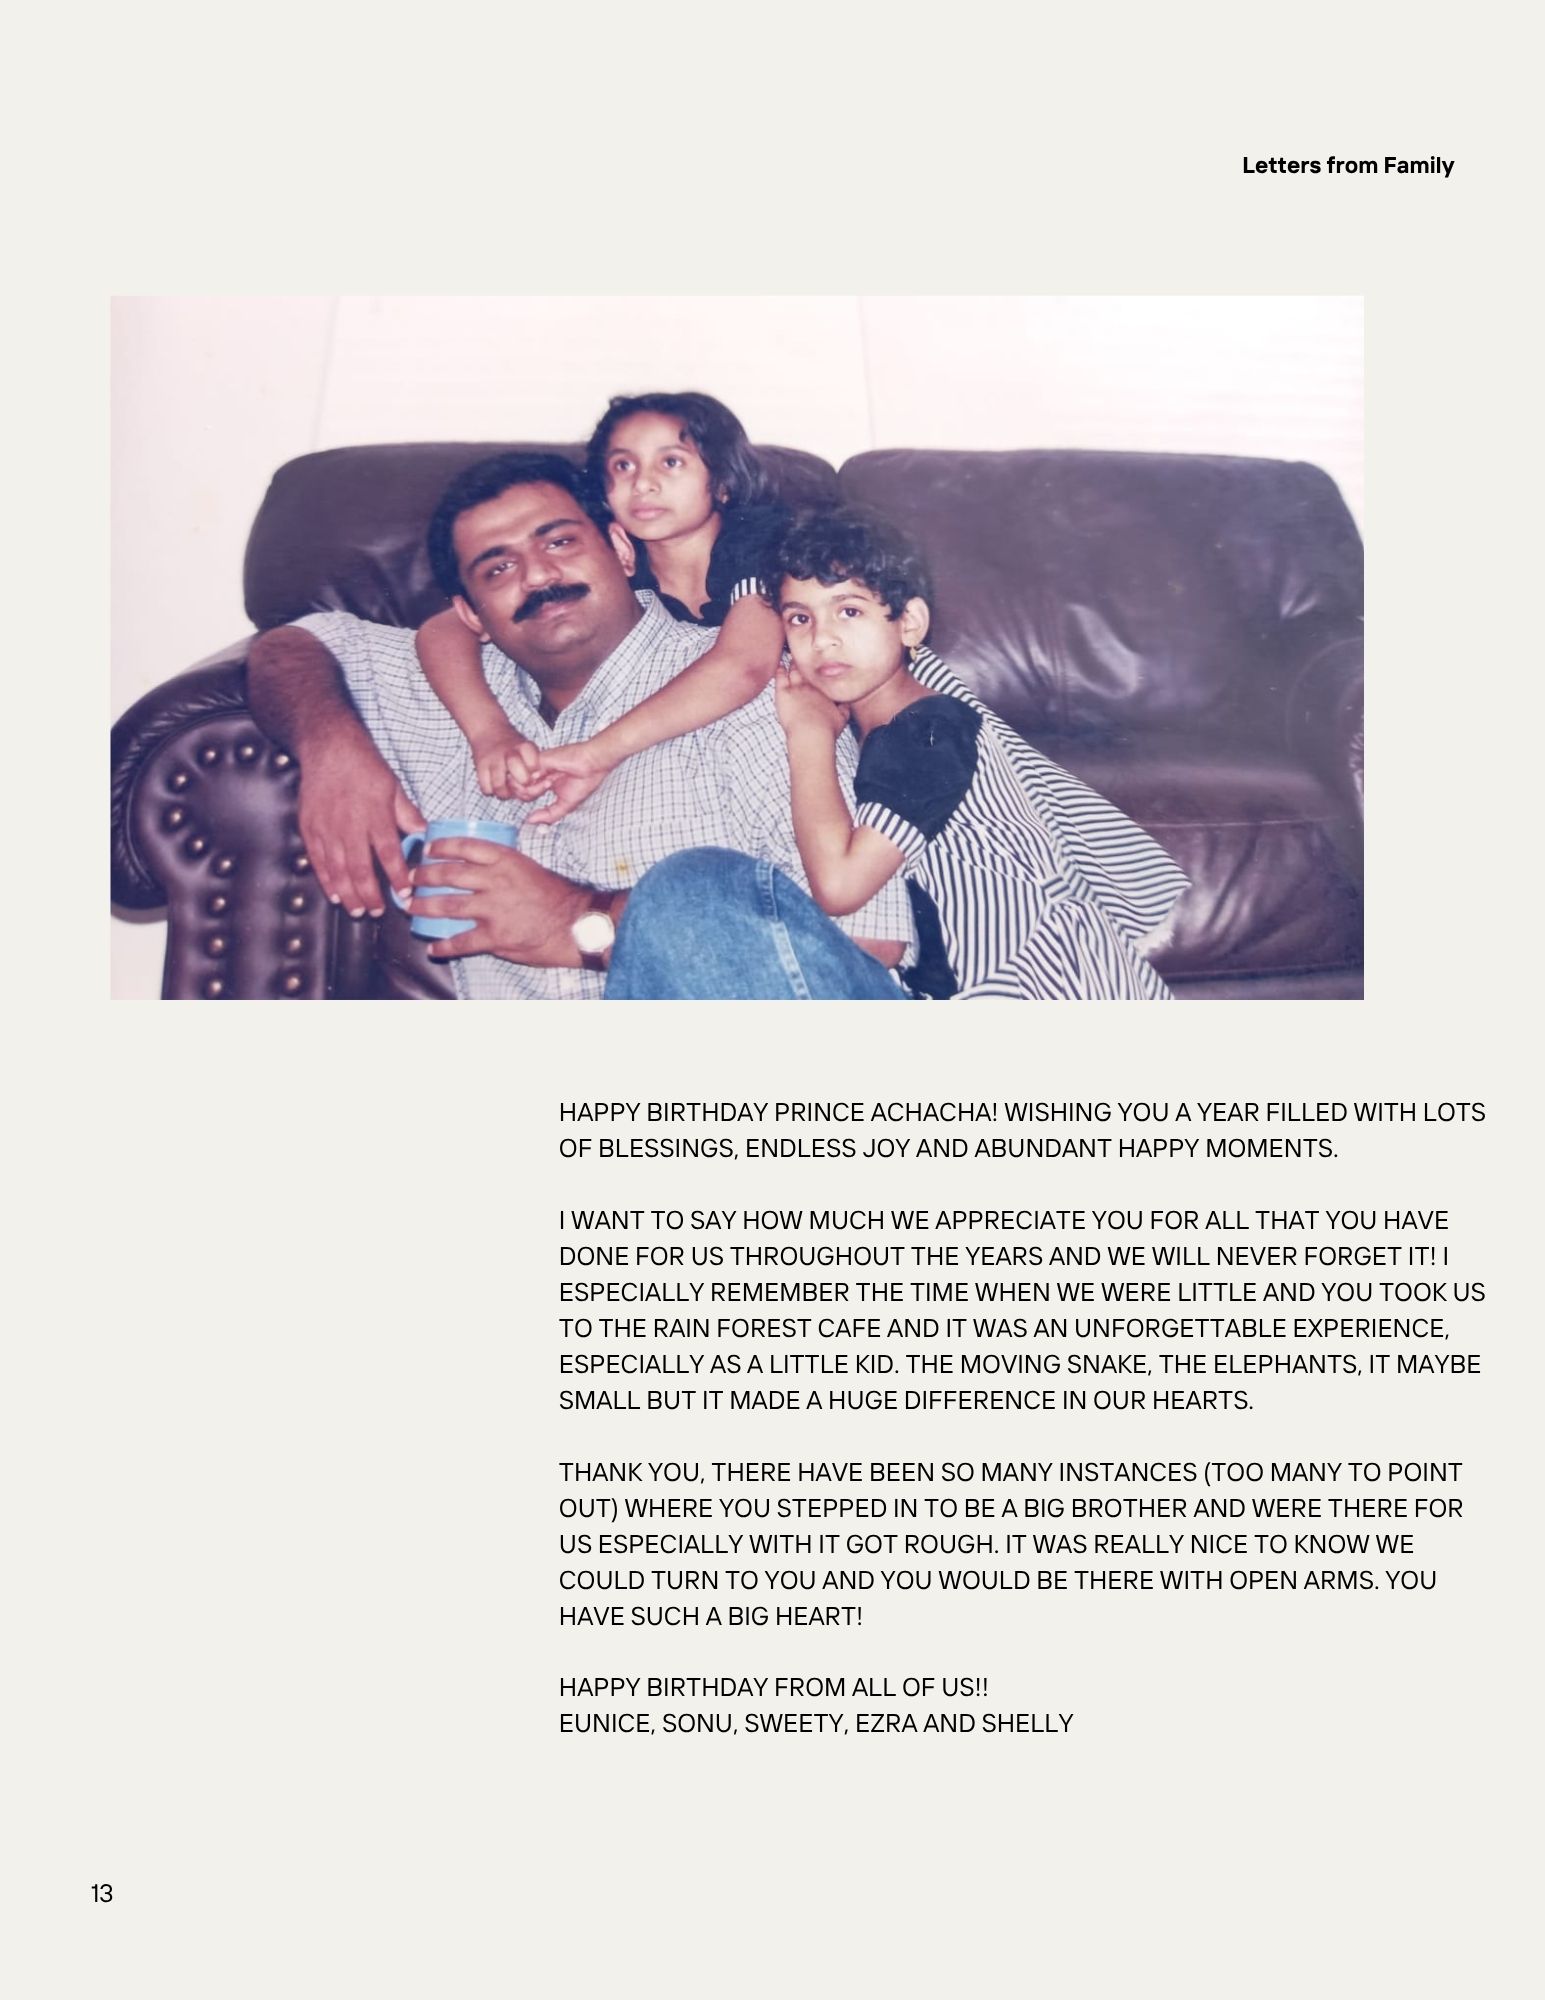 Letters from Family
HAPPY BIRTHDAY PRINCE ACHACHA! WISHING YOU A YEAR FILLED WITH LOTS
OF BLESSINGS, ENDLESS JOY AND ABUNDANT HAPPY MOMENTS.
I WANT TO SAY HOW MUCH WE APPRECIATE YOU FOR ALL THAT YOU HAVE
DONE FOR US THROUGHOUT THE YEARS AND WE WILL NEVER FORGET IT! I
ESPECIALLY REMEMBER THE TIME WHEN WE WERE LITTLE AND YOU TOOK US
TO THE RAIN FOREST CAFE AND IT WAS AN UNFORGETTABLE EXPERIENCE,
ESPECIALLY AS A LITTLE KID. THE MOVING SNAKE, THE ELEPHANTS, IT MAYBE
SMALL BUT IT MADE A HUGE DIFFERENCE IN OUR HEARTS.
THANK YOU, THERE HAVE BEEN SO MANY INSTANCES (TOO MANY TO POINT
OUT) WHERE YOU STEPPED IN TO BE A BIG BROTHER AND WERE THERE FOR
US ESPECIALLY WITH IT GOT ROUGH. IT WAS REALLY NICE TO KNOW WE
COULD TURN TO YOU AND YOU WOULD BE THERE WITH OPEN ARMS. YOU
HAVE SUCH A BIG HEART!
HAPPY BIRTHDAY FROM ALL OF US!!
EUNICE, SONU, SWEETY, EZRA AND SHELLY
13